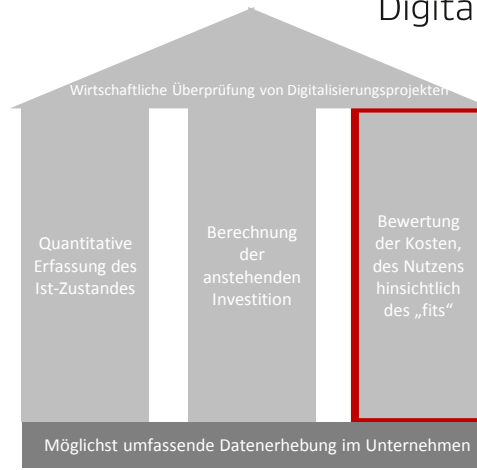 Digita
Wirtschaftliche Überprüfung von Digitalisierungsprojekten
Quantitative
Erfassung des
Ist-Zustandes
Berechnung
der
anstehenden
Investition
Bewertung
der Kosten,
des Nutzens
hinsichtlich
des „fits“
Möglichst umfassende Datenerhebung im Unternehmen